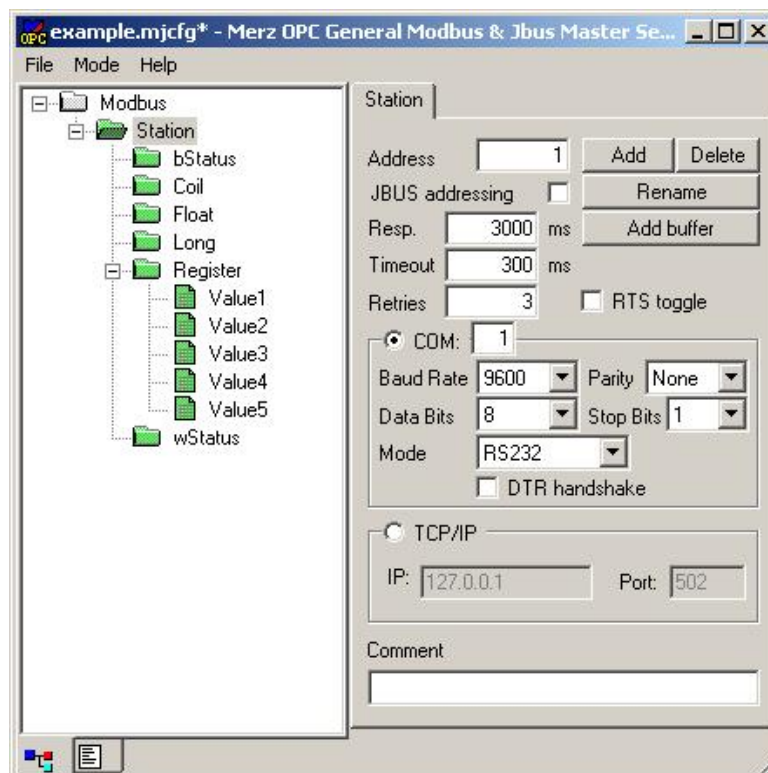 OPC example.mjcfg* - Merz OPC General Modbus & Jbus Master Se...
File Mode Help
Modbus
Station
bStatus
Coil
Float
Long
Register
Value1
Value2
Value3
Value4
Value5
wStatus
Station
Address 1 Add Delete
JBUS addressing Rename
Resp. 3000 ms Add buffer
Timeout 300 ms
Retries 3 RTS toggle
COM: 1
Baud Rate 9600 Parity None
Data Bits 8 Stop Bits 1
Mode RS232
DTR handshake
TCP/IP
IP: 127.0.0.1 Port: 502
Comment